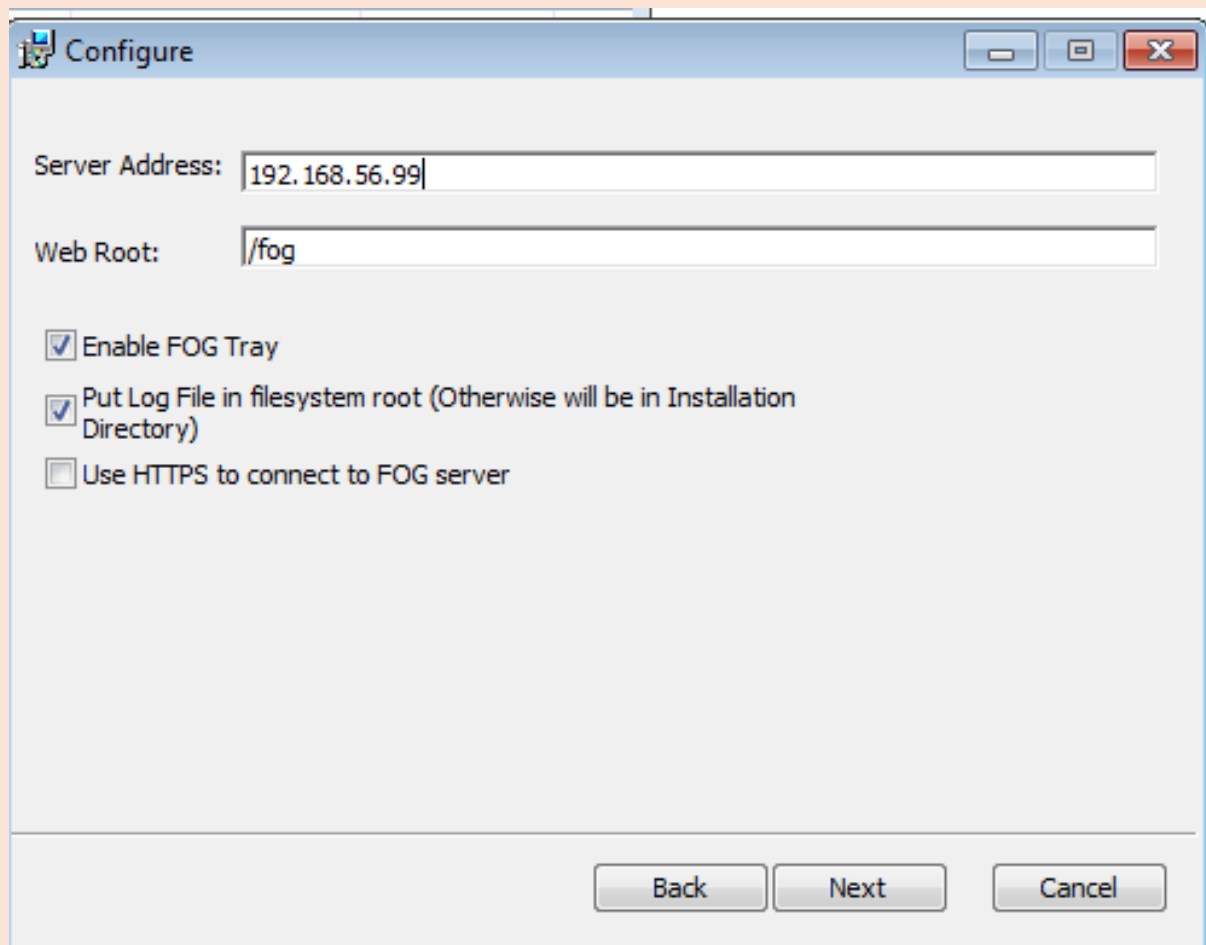 Configure
Server Address: 192.168.56.99
Web Root: /fog
Enable FOG Tray
Put Log File in filesystem root (Otherwise will be in Installation
Directory)
Use HTTPS to connect to FOG server
Back Next Cancel